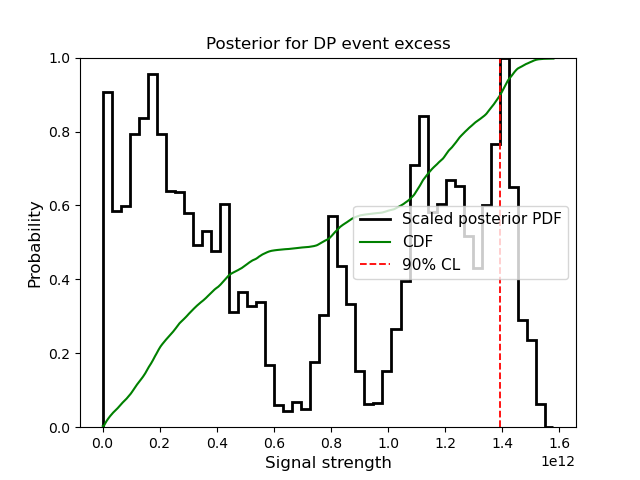 Posterior for DP event excess
Probability
1.0
0.8
0.6
0.4
0.2
0.0
Scaled posterior PDF
CDF
90% CL
0.0 0.2 0.4 0.6 0.8 1.0 1.2 1.4 1.6
1e12
Signal strength